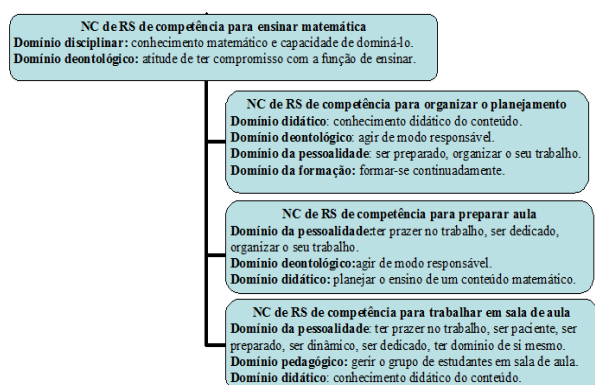 NC de RS de competência para ensinar matemática
Domínio disciplinar: conhecimento matemático e capacidade de dominá-lo.
Domínio deontológico: atitude de ter compromisso com a função de ensinar.
NC de RS de competência para organizar o planejamento
Domínio didático: conhecimento didático do conteúdo.
Domínio deontológico: agir de modo responsável.
Domínio da pessoalidade: ser preparado, organizar o seu trabalho.
Domínio da formação: formar-se continuadamente.
NC de RS de competência para preparar aula
Domínio da pessoalidade:ter prazer no trabalho, ser dedicado,
organizar o seu trabalho.
Domínio deontológico:agir de modo responsável.
Domínio didático: planejar o ensino de um conteúdo matemático.
NC de RS de competência para trabalhar em sala de aula
Domínio da pessoalidade: ter prazer no trabalho, ser paciente, ser
preparado, ser dinâmico, ser dedicado, ter domínio de si mesmo.
Domínio pedagógico: gerir o grupo de estudantes em sala de aula.
Domínio didático: conhecimento didático do conteúdo.